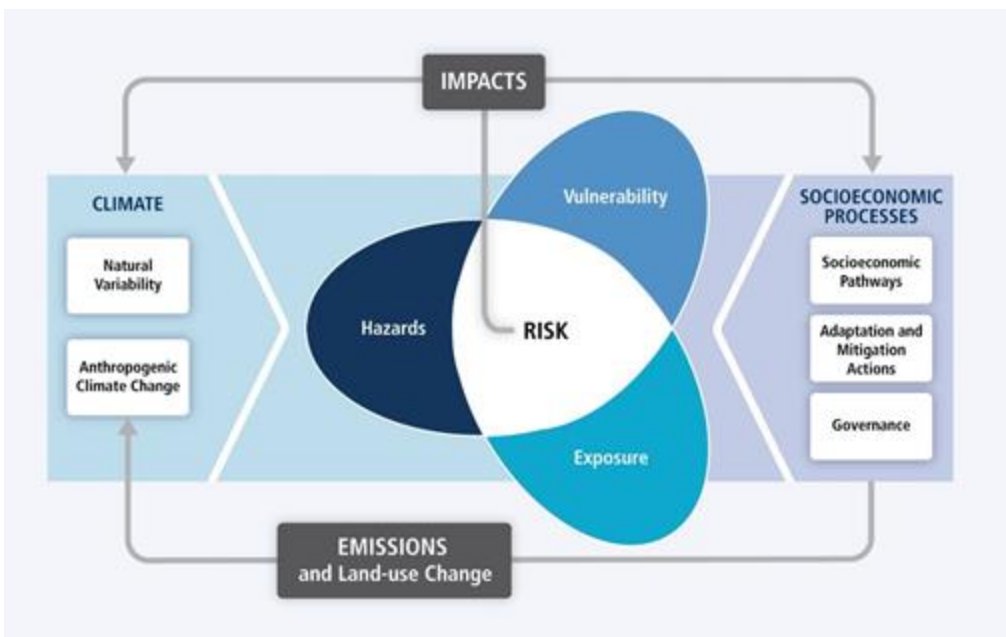 IMPACTS
CLIMATE
Natural
Variability
Anthropogenic
Climate Change
Vulnerability
Hazards
RISK
Exposure
SOCIOECONOMIC
PROCESSES
Socioeconomic
Pathways
Adaptation and
Mitigation
Actions
Governance
EMISSIONS
and Land-use Change